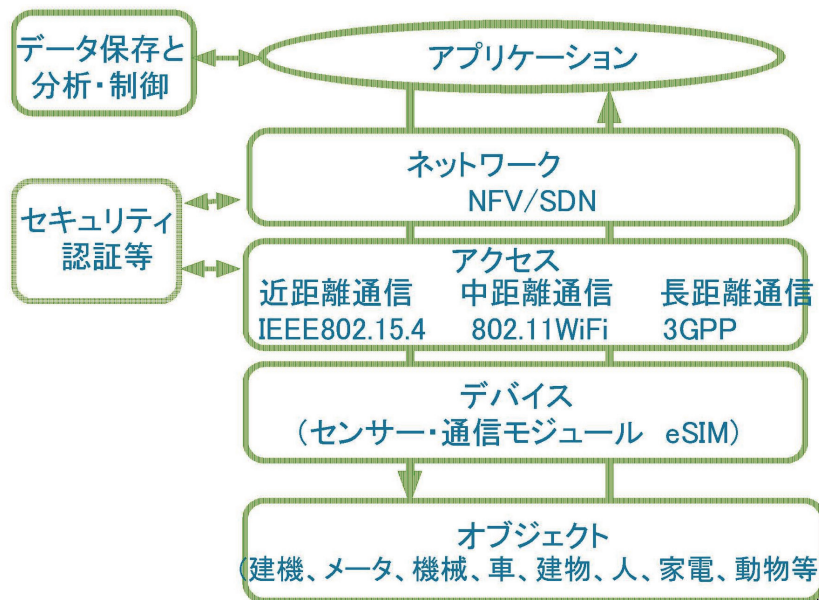 データ保存と
分析・制御
アプリケーション
ネットワーク
NFV/SDN
セキュリティ
認証等
アクセス
近距離通信 中距離通信 長距離通信
IEEE802.15.4 802.11WiFi 3GPP
デバイス
(センサー・通信モジュール eSIM)
オブジェクト
(建機、メータ、機械、車、建物、人、家電、動物等